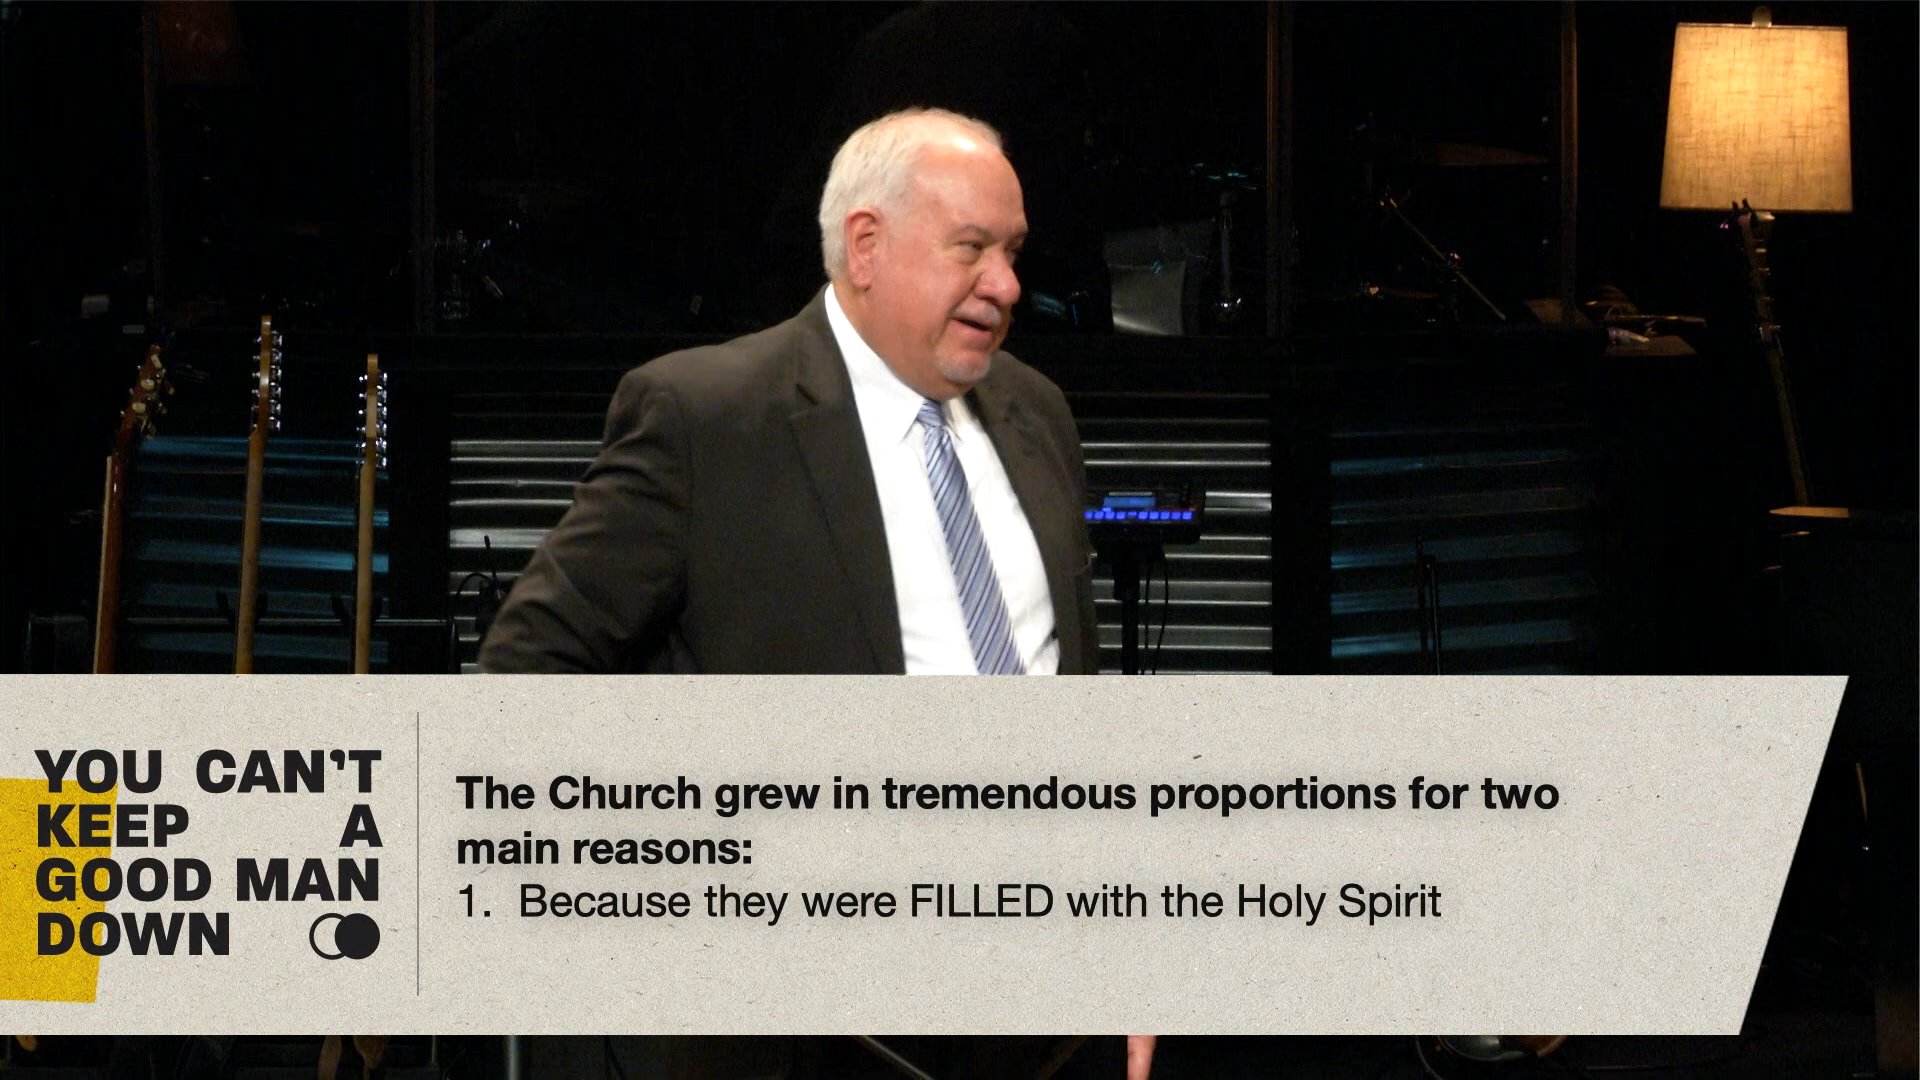 YOU CAN'T
KEEP A
GOOD MAN
DOWN
The Church grew in tremendous proportions for two
main reasons:
1. Because they were FILLED with the Holy Spirit